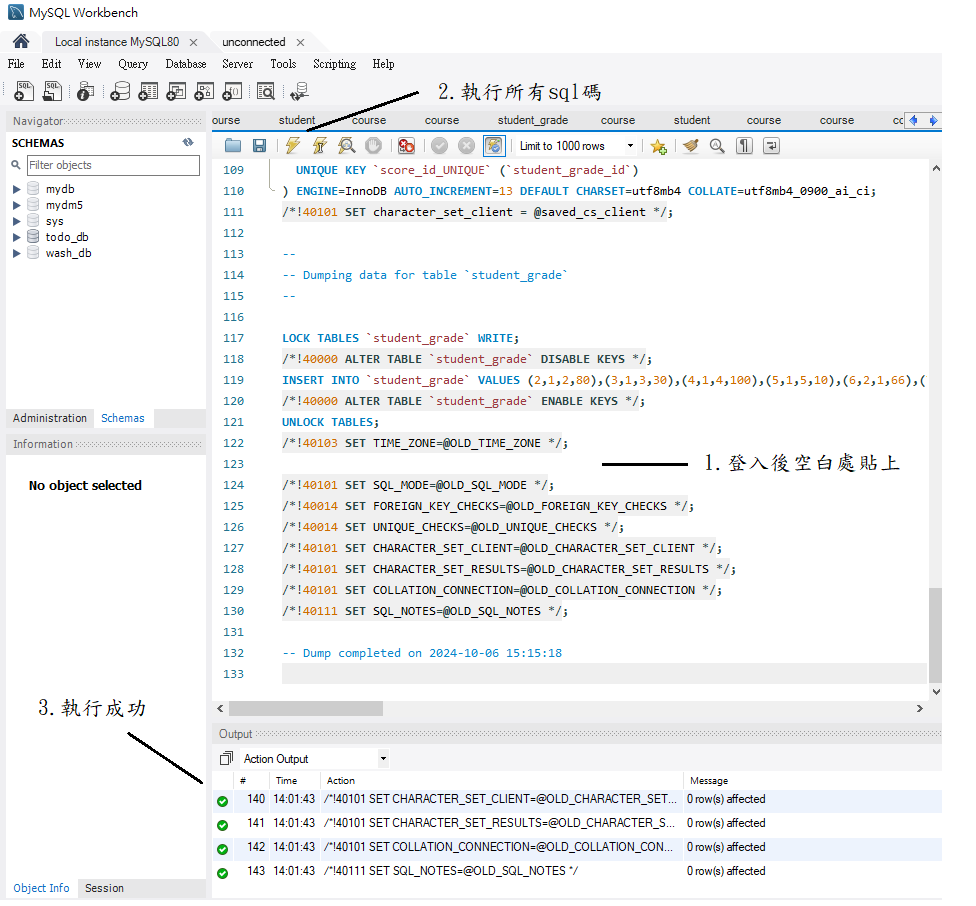 MySQL Workbench
Local instance MySQL80 × unconnected ×
File Edit View Query Database Server Tools Scripting Help
2.執行所有sql碼
Navigator
ourse student course course student_grade course student course course
SCHEMAS
Limit to 1000 rows
Filter objects
mydb
mydm5
sys
todo_db
wash_db
109 UNIQUE KEY `score_id_UNIQUE` (`student_grade_id`)
110 ) ENGINE=InnoDB AUTO_INCREMENT=13 DEFAULT CHARSET=utf8mb4 COLLATE=utf8mb4_0900_ai_ci;
111 /*!40101 SET character_set_client = @saved_cs_client */;
112
113 --
114 -- Dumping data for table `student_grade`
115 --
116
117 LOCK TABLES `student_grade` WRITE;
118 /*!40000 ALTER TABLE `student_grade` DISABLE KEYS */;
119 INSERT INTO `student_grade` VALUES (2,1,2,80),(3,1,3,30),(4,1,4,100),(5,1,5,10),(6,2,1,66),(
120 /*!40000 ALTER TABLE `student_grade` ENABLE KEYS */;
121 UNLOCK TABLES;
122 /*!40103 SET TIME_ZONE=@OLD_TIME_ZONE */;
123
1.登入後空白處貼上
124 /*!40101 SET SQL_MODE=@OLD_SQL_MODE */;
125 /*!40014 SET FOREIGN_KEY_CHECKS=@OLD_FOREIGN_KEY_CHECKS */;
126 /*!40014 SET UNIQUE_CHECKS=@OLD_UNIQUE_CHECKS */;
127 /*!40101 SET CHARACTER_SET_CLIENT=@OLD_CHARACTER_SET_CLIENT */;
128 /*!40101 SET CHARACTER_SET_RESULTS=@OLD_CHARACTER_SET_RESULTS */;
129 /*!40101 SET COLLATION_CONNECTION=@OLD_COLLATION_CONNECTION */;
130 /*!40111 SET SQL_NOTES=@OLD_SQL_NOTES */;
131
132 -- Dump completed on 2024-10-06 15:15:18
133
Administration Schemas
Information
No object selected
3.執行成功
Output
Action Output
# Time Action Message
140 14:01:43 /*!40101 SET CHARACTER_SET_CLIENT=@OLD_CHARACTER_SET... 0 row(s) affected
141 14:01:43 /*!40101 SET CHARACTER_SET_RESULTS=@OLD_CHARACTER_S... 0 row(s) affected
142 14:01:43 /*!40101 SET COLLATION_CONNECTION=@OLD_COLLATION_CON... 0 row(s) affected
143 14:01:43 /*!40111 SET SQL_NOTES=@OLD_SQL_NOTES */ 0 row(s) affected
Object Info Session